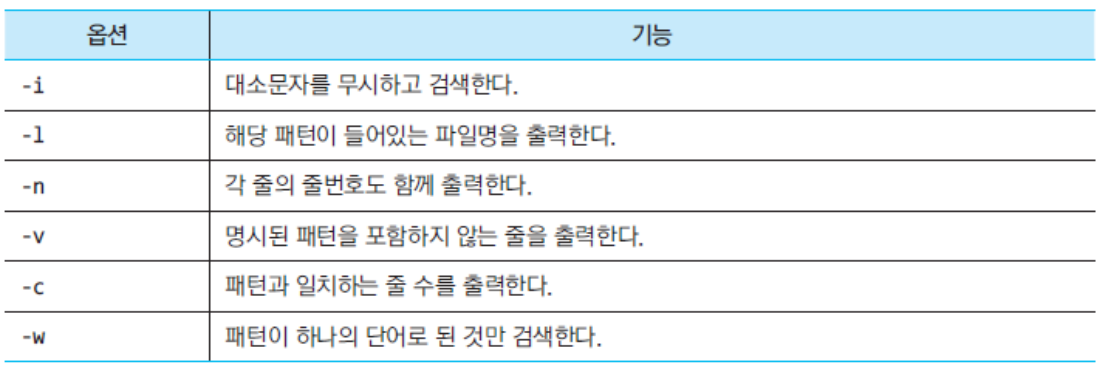 옵션 기능
-i 대소문자를 무시하고 검색한다.
-l 해당 패턴이 들어있는 파일명을 출력한다.
-n 각 줄의 줄번호도 함께 출력한다.
-v 명시된 패턴을 포함하지 않는 줄을 출력한다.
-c 패턴과 일치하는 줄 수를 출력한다.
-w 패턴이 하나의 단어로 된 것만 검색한다.